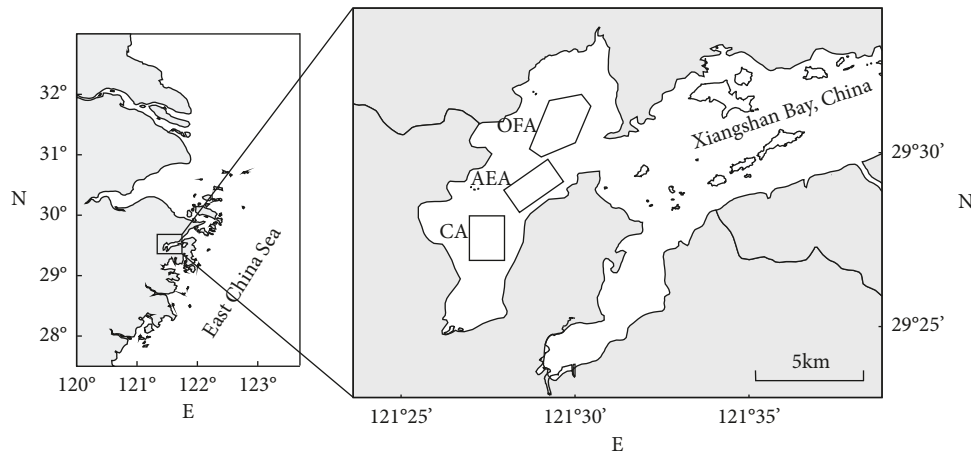 32°
31°
N
30°
29°
28°
120°
121°
122°
123°
E
East China Sea
OFA
AEA
CA
Xiangshan Bay, China
29°30'
N
29°25'
5km
121°25'
121°30'
121°35'
E